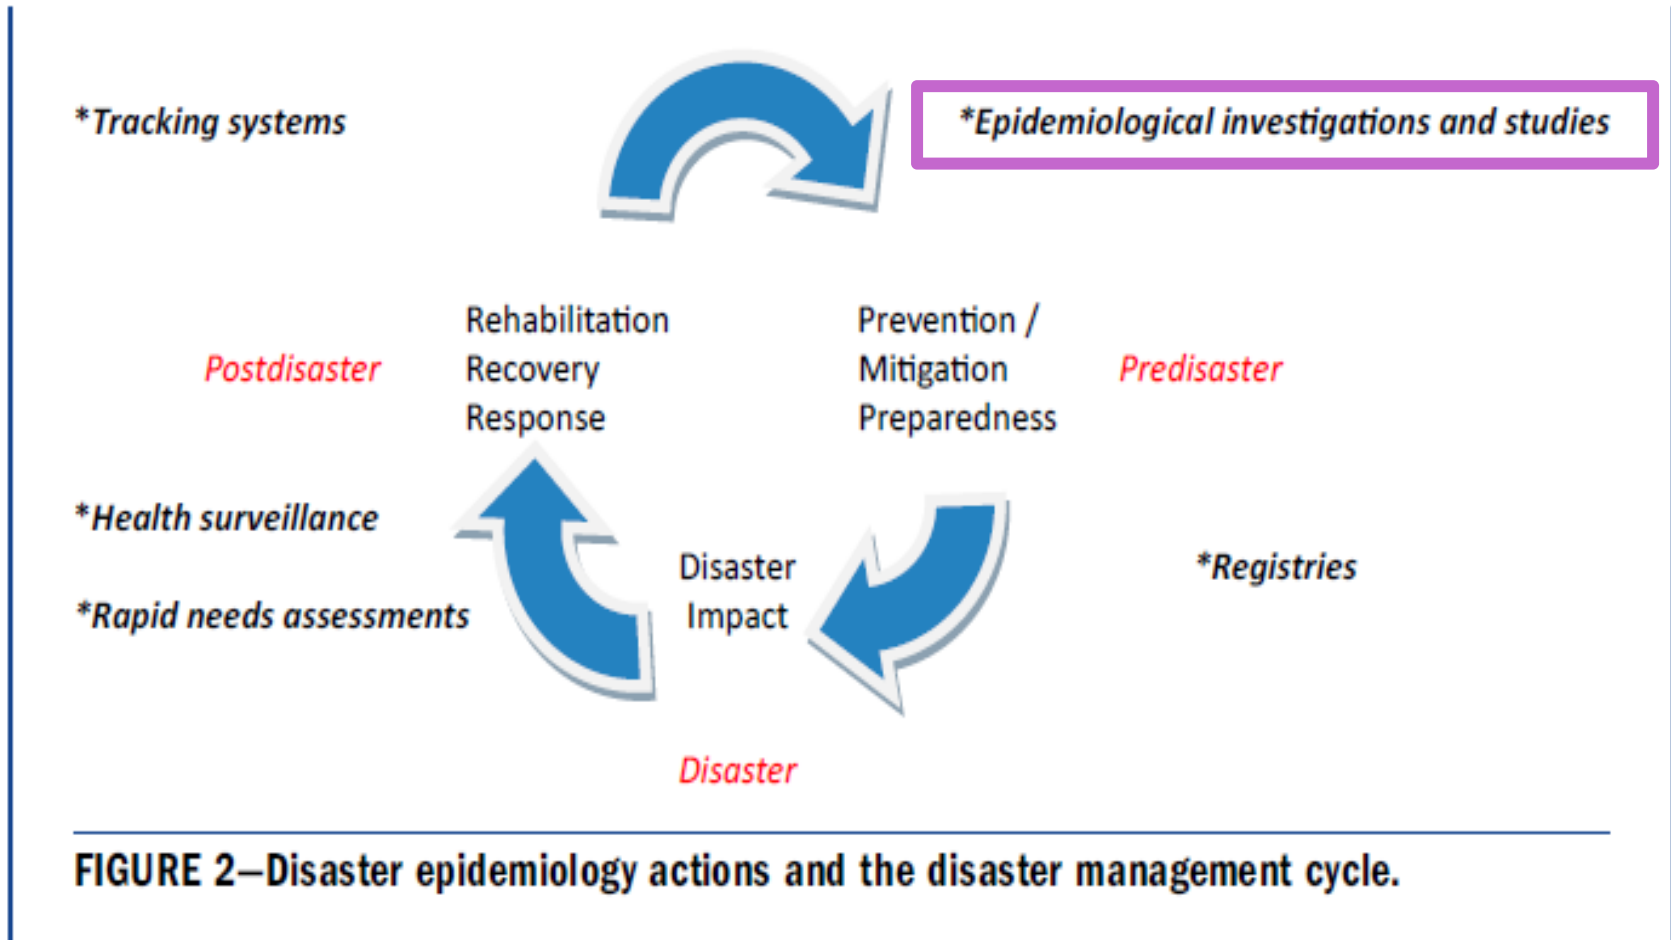 *Tracking systems
*Epidemiological investigations and studies
Rehabilitation
Recovery
Response
Postdisaster
Prevention /
Mitigation
Preparedness
Predisaster
*Health surveillance
*Rapid needs assessments
Disaster
Impact
*Registries
Disaster
FIGURE 2—Disaster epidemiology actions and the disaster management cycle.